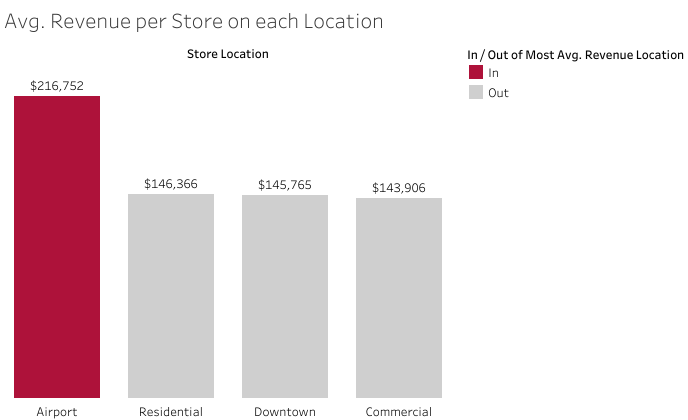 Avg. Revenue per Store on each Location
Store Location
In / Out of Most Avg. Revenue Location
In
Out
$216,752
$146,366
$145,765
$143,906
Airport
Residential
Downtown
Commercial